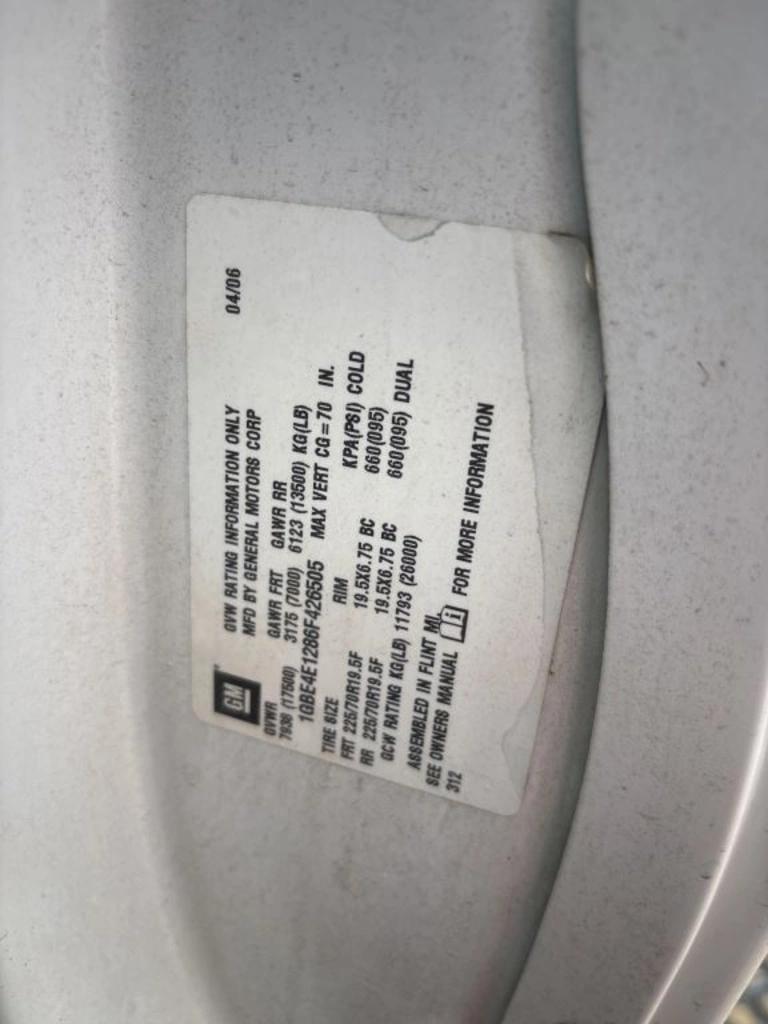 GM
GVW RATING INFORMATION ONLY 04/06
MFD BY GENERAL MOTORS CORP
GVWR GAWR FRT GAWR RR
7938 (17500) 3175 (7000) 6123 (13500) KG(LB)
1GBE4E1286F426505 MAX VERT CG=70 IN.
TIRE SIZE RIM KPA(PSI) COLD
FRT 225/70R19.5F 19.5X6.75 BC 660(095)
RR 225/70R19.5F 19.5X6.75 BC 660(095) DUAL
GCW RATING KG(LB) 11793 (26000)
ASSEMBLED IN FLINT MI.
SEE OWNERS MANUAL FOR MORE INFORMATION
312